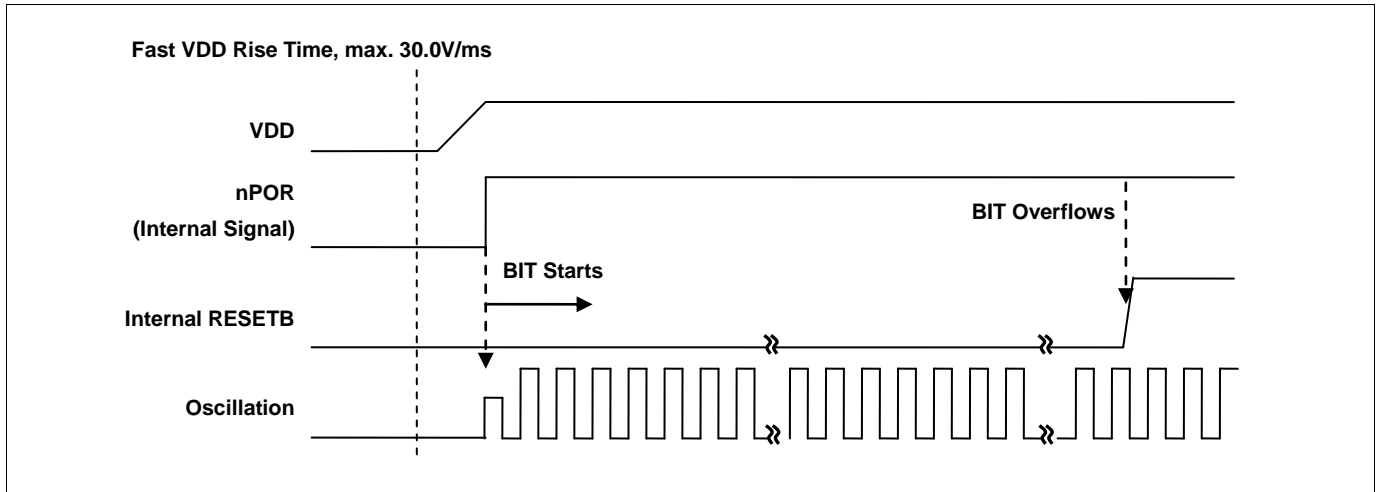 Fast VDD Rise Time, max. 30.0V/ms
VDD
nPOR
(Internal Signal)
BIT Overflows
BIT Starts
Internal RESETB
Oscillation